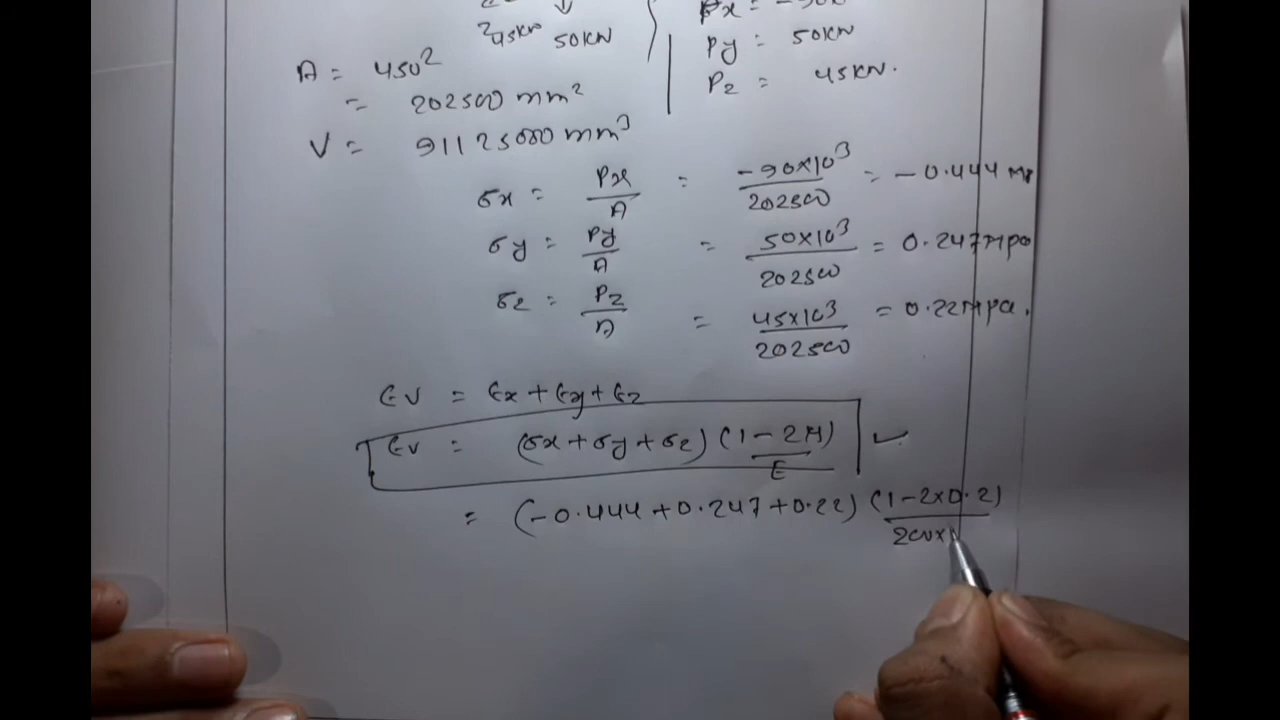 45KN 50KN
Px = -90
Py = 50KN
Pz = 45KN.
A = 450²
= 202500 mm²
V = 91125000 mm³
σx = Px/A = -90×10³/202500 = -0.444 MP
σy = Py/A = 50×10³/202500 = 0.247 Mpa
σz = Pz/A = 45×10³/202500 = 0.22 Mpa.
εv = εx + εy + εz
εv = (σx + σy + σz) (1 - 2μ)/E ✓
= (-0.444 + 0.247 + 0.22) (1 - 2×0.2)/200×